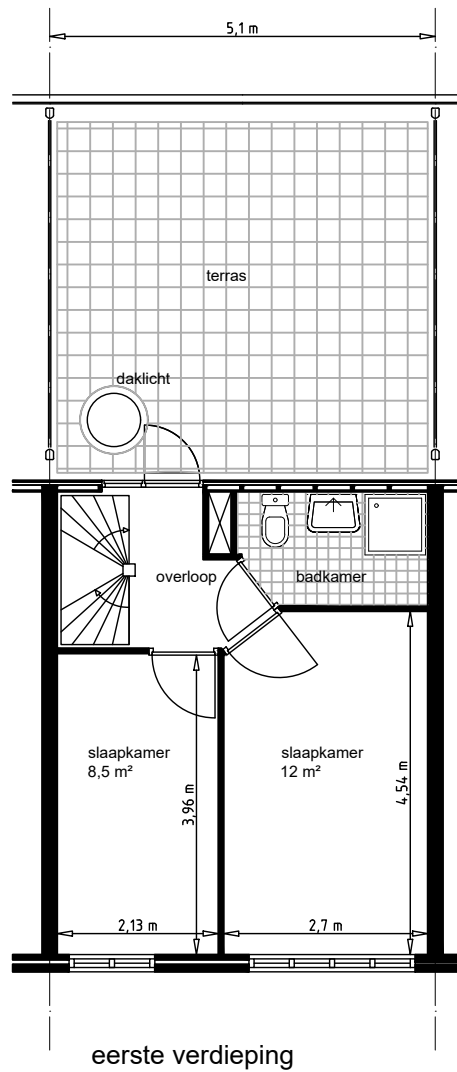 5,1 m
terras
daklicht
overloop
badkamer
slaapkamer
8,5 m²
slaapkamer
12 m²
3,96 m
4,54 m
2,13 m
2,7 m
eerste verdieping